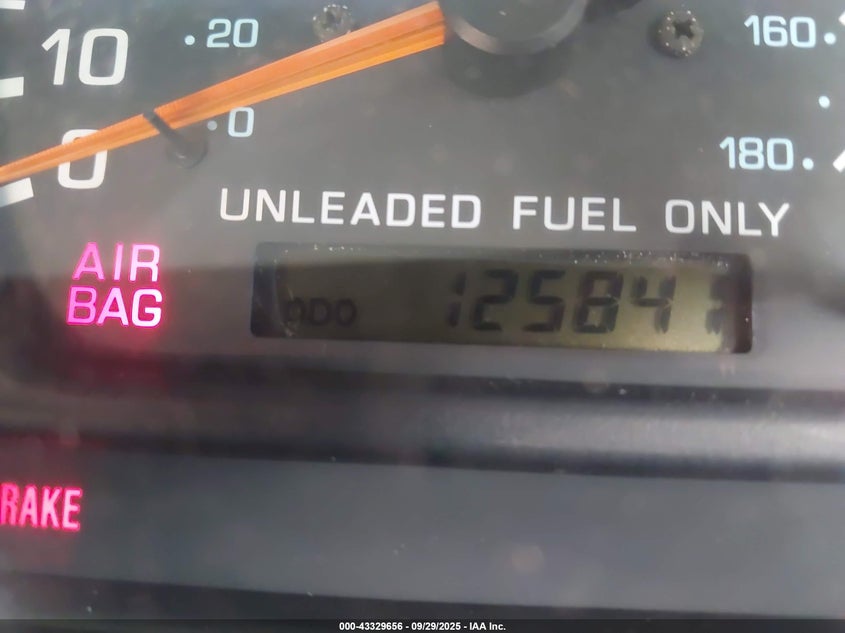 10
20
160
0
0
180
UNLEADED FUEL ONLY
AIR
BAG
ODO 12584
RAKE
000-43329656 - 09/29/2025 - IAA Inc.